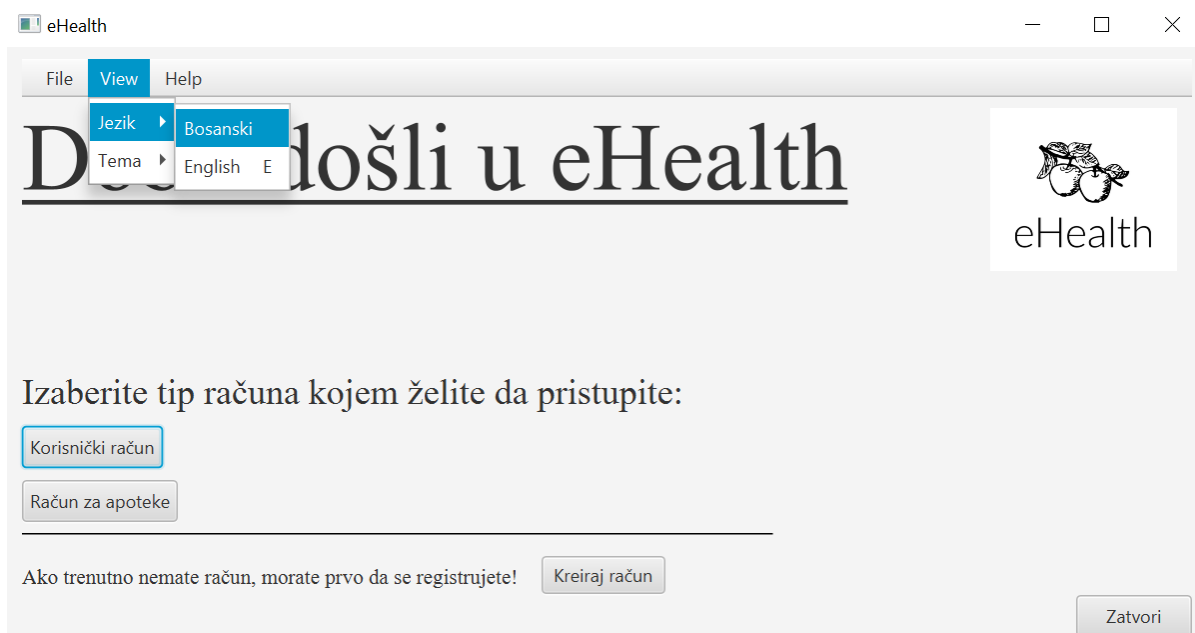 eHealth
File View Help
Jezik
Tema
Bosanski
English E
došli u eHealth
eHealth
Izaberite tip računa kojem želite da pristupite:
Korisnički račun
Račun za apoteke
Ako trenutno nemate račun, morate prvo da se registrujete!
Kreiraj račun
Zatvori